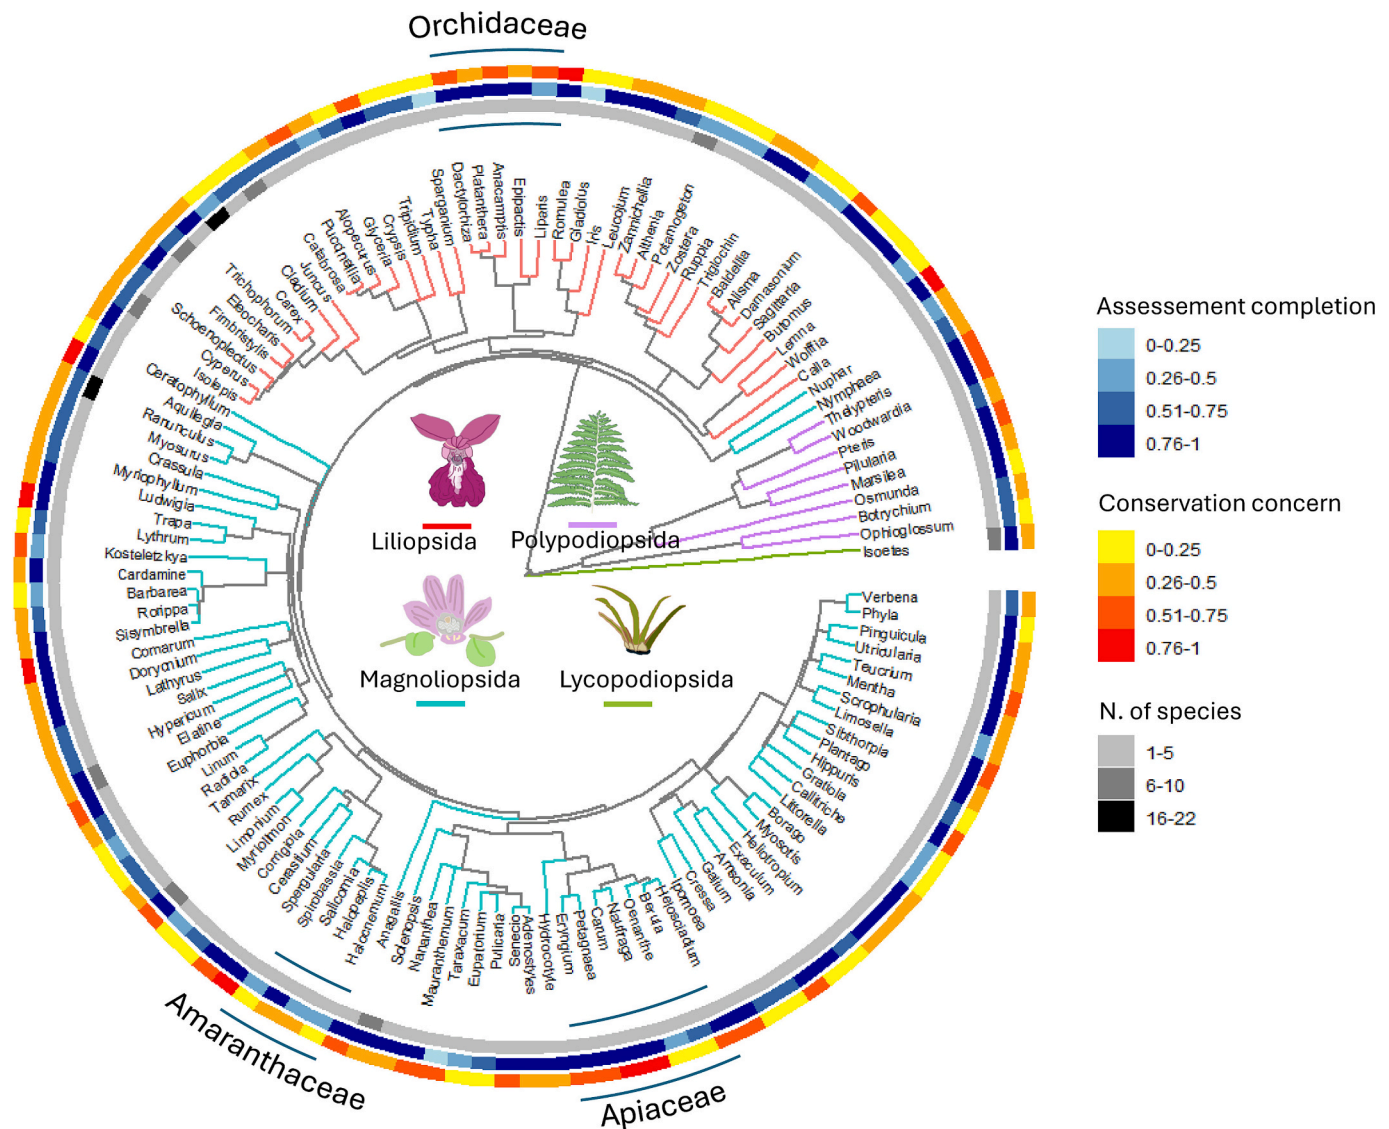 Orchidaceae
Sparganium
Dactylorhiza
Platanthera
Anacamptis
Epipactis
Liparis
Romulea
Gladiolus
Iris
Leucojum
Zannichellia
Althenia
Potamogeton
Zostera
Ruppia
Triglochin
Baldellia
Alisma
Damasonium
Sagittaria
Butomus
Lemna
Wolffia
Calla
Nuphar
Nymphaea
Thelypteris
Woodwardia
Pteris
Pilularia
Marsilea
Osmunda
Botrychium
Ophioglossum
Isoetes
Typha
Tripidium
Crypsis
Glyceria
Alopecurus
Puccinellia
Catabrosa
Juncus
Cladium
Carex
Trichophorum
Eleocharis
Fimbristylis
Schoenoplectus
Cyperus
Isolepis
Ceratophyllum
Aquilegia
Ranunculus
Myosurus
Crassula
Myriophyllum
Ludwigia
Trapa
Lythrum
Kosteletzkya
Cardamine
Barbarea
Rorippa
Sisymbrella
Comarum
Dorycnium
Lathyrus
Salix
Hypericum
Elatine
Euphorbia
Linum
Radiola
Tamarix
Rumex
Limonium
Myriolimon
Corrigiola
Cerastium
Spergularia
Spirobassia
Salicornia
Halopeplis
Halocnemum
Anagallis
Solenopsis
Nananthea
Mauranthemum
Taraxacum
Eupatorium
Pulicaria
Senecio
Adenostyles
Hydrocotyle
Eryngium
Petagnaea
Carum
Naufraga
Oenanthe
Berula
Helosciadium
Ipomoea
Cressa
Galium
Amsonia
Exaculum
Heliotropium
Myosotis
Borago
Littorella
Callitriche
Gratiola
Hippuris
Plantago
Sibthorpia
Limosella
Scrophularia
Mentha
Teucrium
Utricularia
Pinguicula
Phyla
Verbena
Liliopsida
Polypodiopsida
Magnoliopsida
Lycopodiopsida
Amaranthaceae
Apiaceae
Assessement completion
0-0.25
0.26-0.5
0.51-0.75
0.76-1
Conservation concern
0-0.25
0.26-0.5
0.51-0.75
0.76-1
N. of species
1-5
6-10
16-22